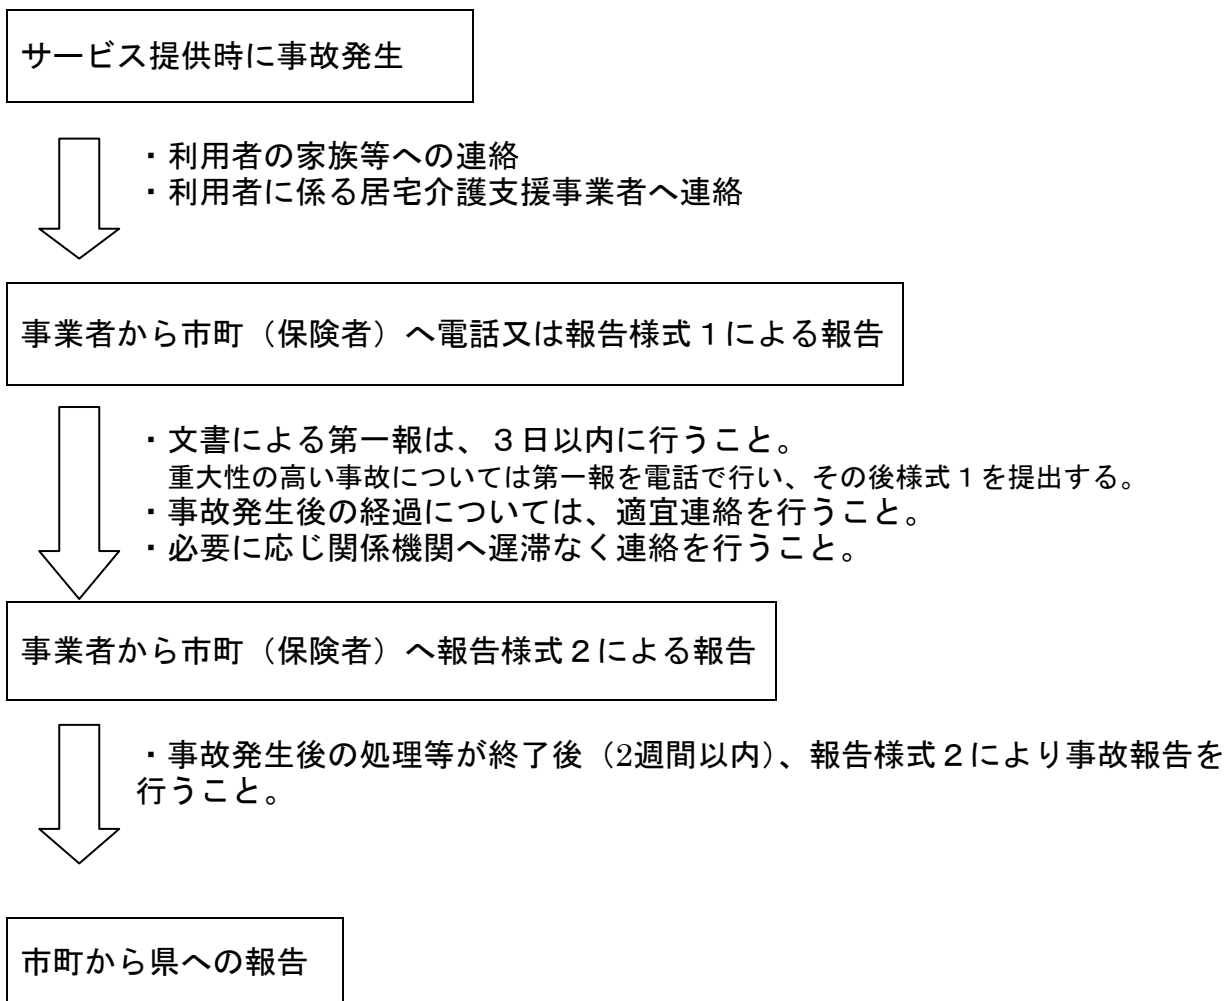 サービス提供時に事故発生
・利用者の家族等への連絡
・利用者に係る居宅介護支援事業者へ連絡
事業者から市町（保険者）へ電話又は報告様式１による報告
・文書による第一報は、３日以内に行うこと。
重大性の高い事故については第一報を電話で行い、その後様式１を提出する。
・事故発生後の経過については、適宜連絡を行うこと。
・必要に応じ関係機関へ遅滞なく連絡を行うこと。
事業者から市町（保険者）へ報告様式２による報告
・事故発生後の処理等が終了後（2週間以内）、報告様式２により事故報告を
行うこと。
市町から県への報告